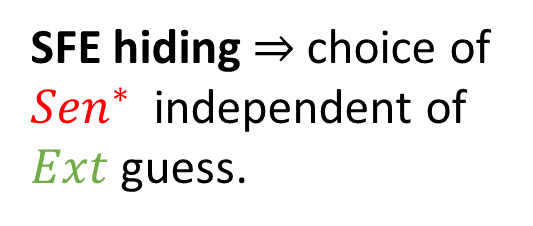 SFE hiding ⇒ choice of
Sen* independent of
Ext guess.